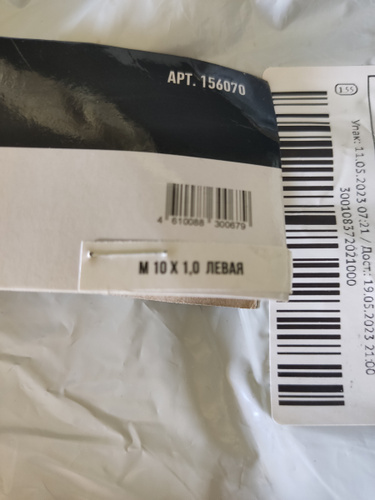 АРТ. 156070
4 610088 300679
М 10 Х 1,0 ЛЕВАЯ
155
Упак: 11.05.2023 07:21 / Дост: 19.05.2023 21:00
300108372021000